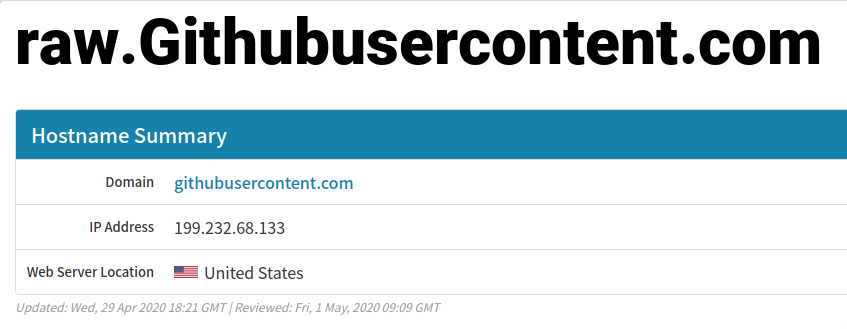 raw.Githubusercontent.com
Hostname Summary
Domain githubusercontent.com
IP Address 199.232.68.133
Web Server Location United States
Updated: Wed, 29 Apr 2020 18:21 GMT | Reviewed: Fri, 1 May, 2020 09:09 GMT